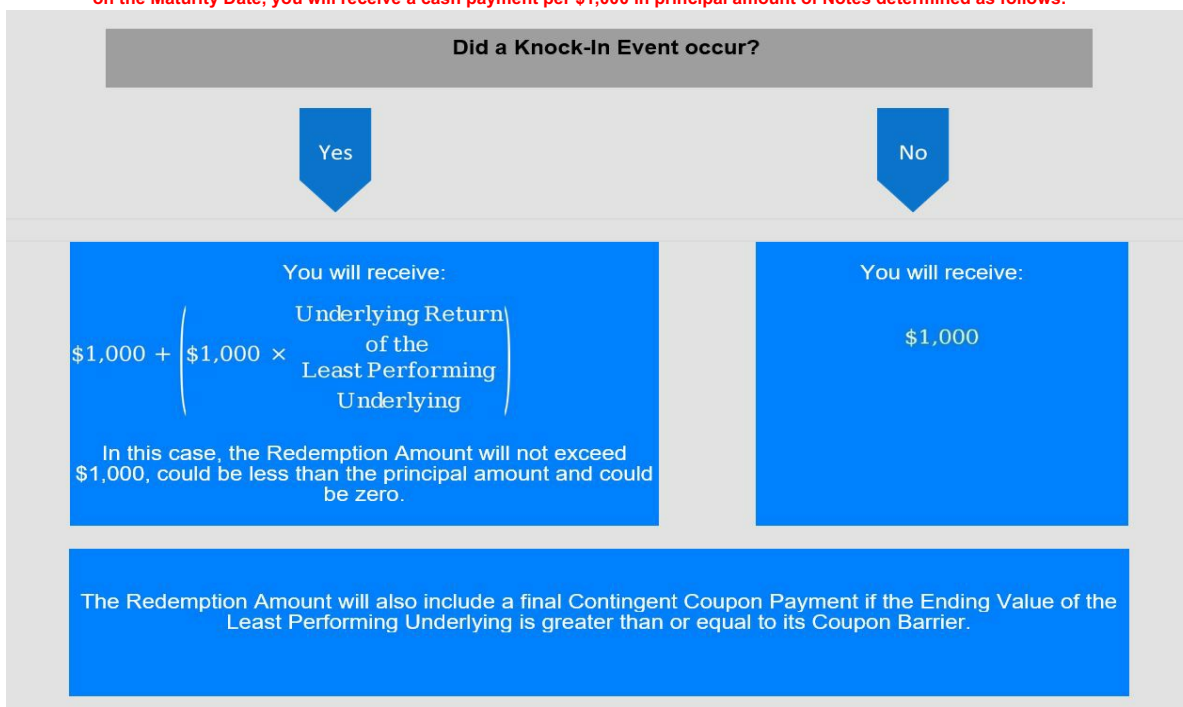 on the Maturity Date, you will receive a cash payment per $1,000 in principal amount of Notes determined as follows:
Did a Knock-In Event occur?
Yes
No
You will receive:
$1,000 + ($1,000 × Underlying Return
of the
Least Performing
Underlying)
In this case, the Redemption Amount will not exceed
$1,000, could be less than the principal amount and could
be zero.
You will receive:
$1,000
The Redemption Amount will also include a final Contingent Coupon Payment if the Ending Value of the
Least Performing Underlying is greater than or equal to its Coupon Barrier.